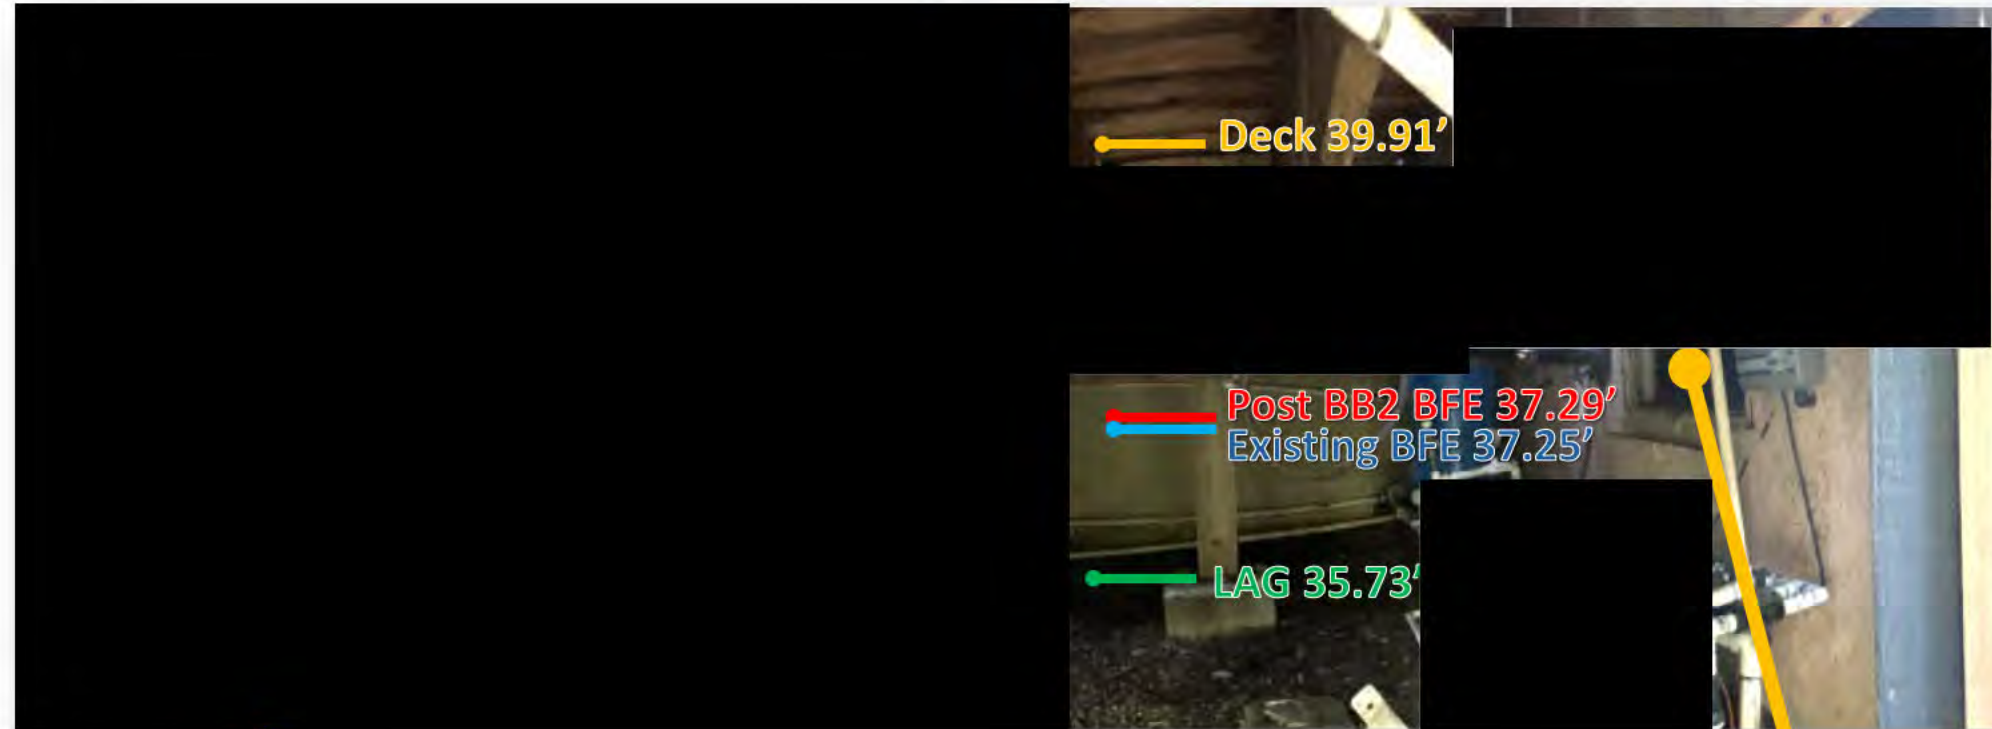 Deck 39.91’
Post BB2 BFE 37.29’
Existing BFE 37.25’
LAG 35.73’